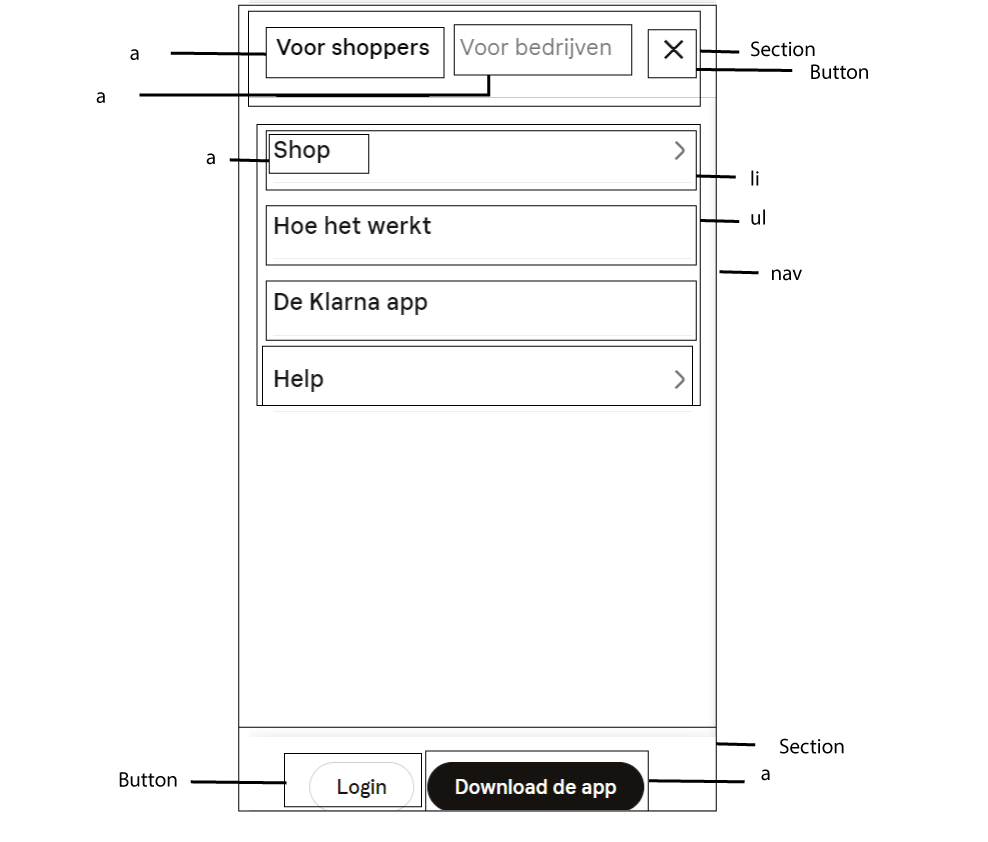 a
Voor shoppers
Voor bedrijven
Section
Button
a
a
Shop
li
ul
Hoe het werkt
nav
De Klarna app
Help
Section
Button
Login
Download de app
a